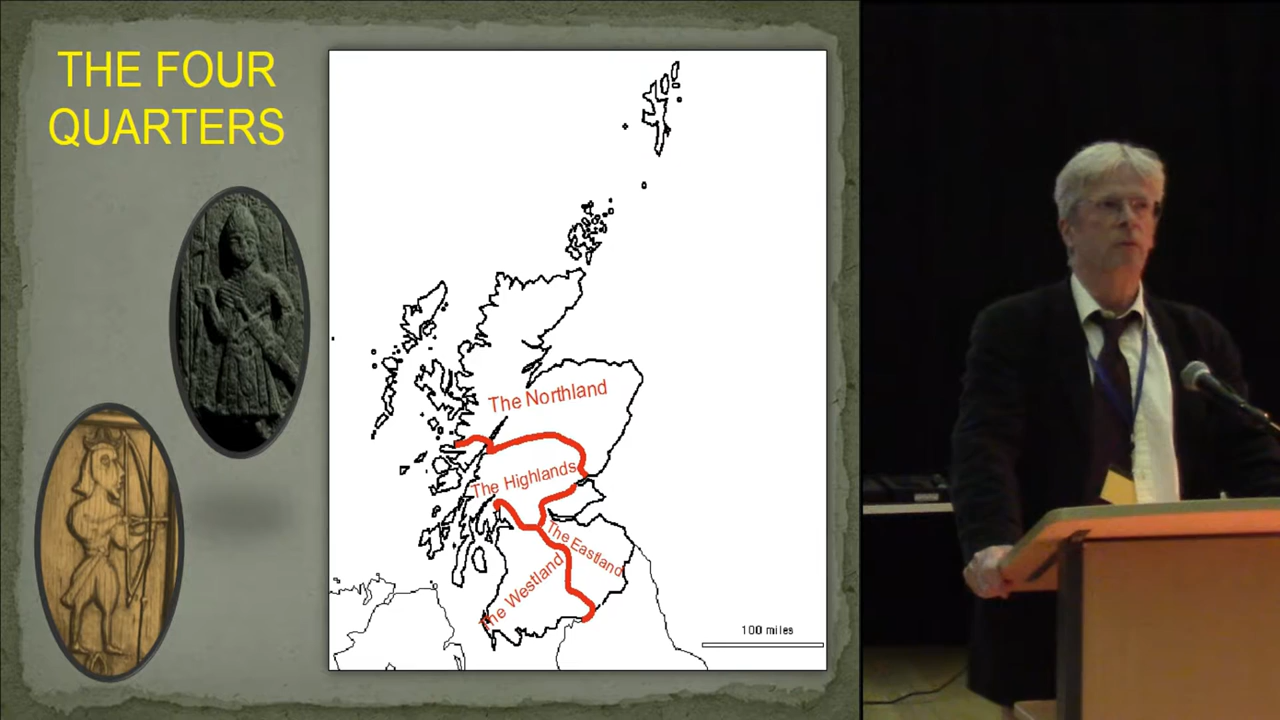 THE FOUR
QUARTERS
The Northland
The Highlands
The Eastland
The Westland
100 miles